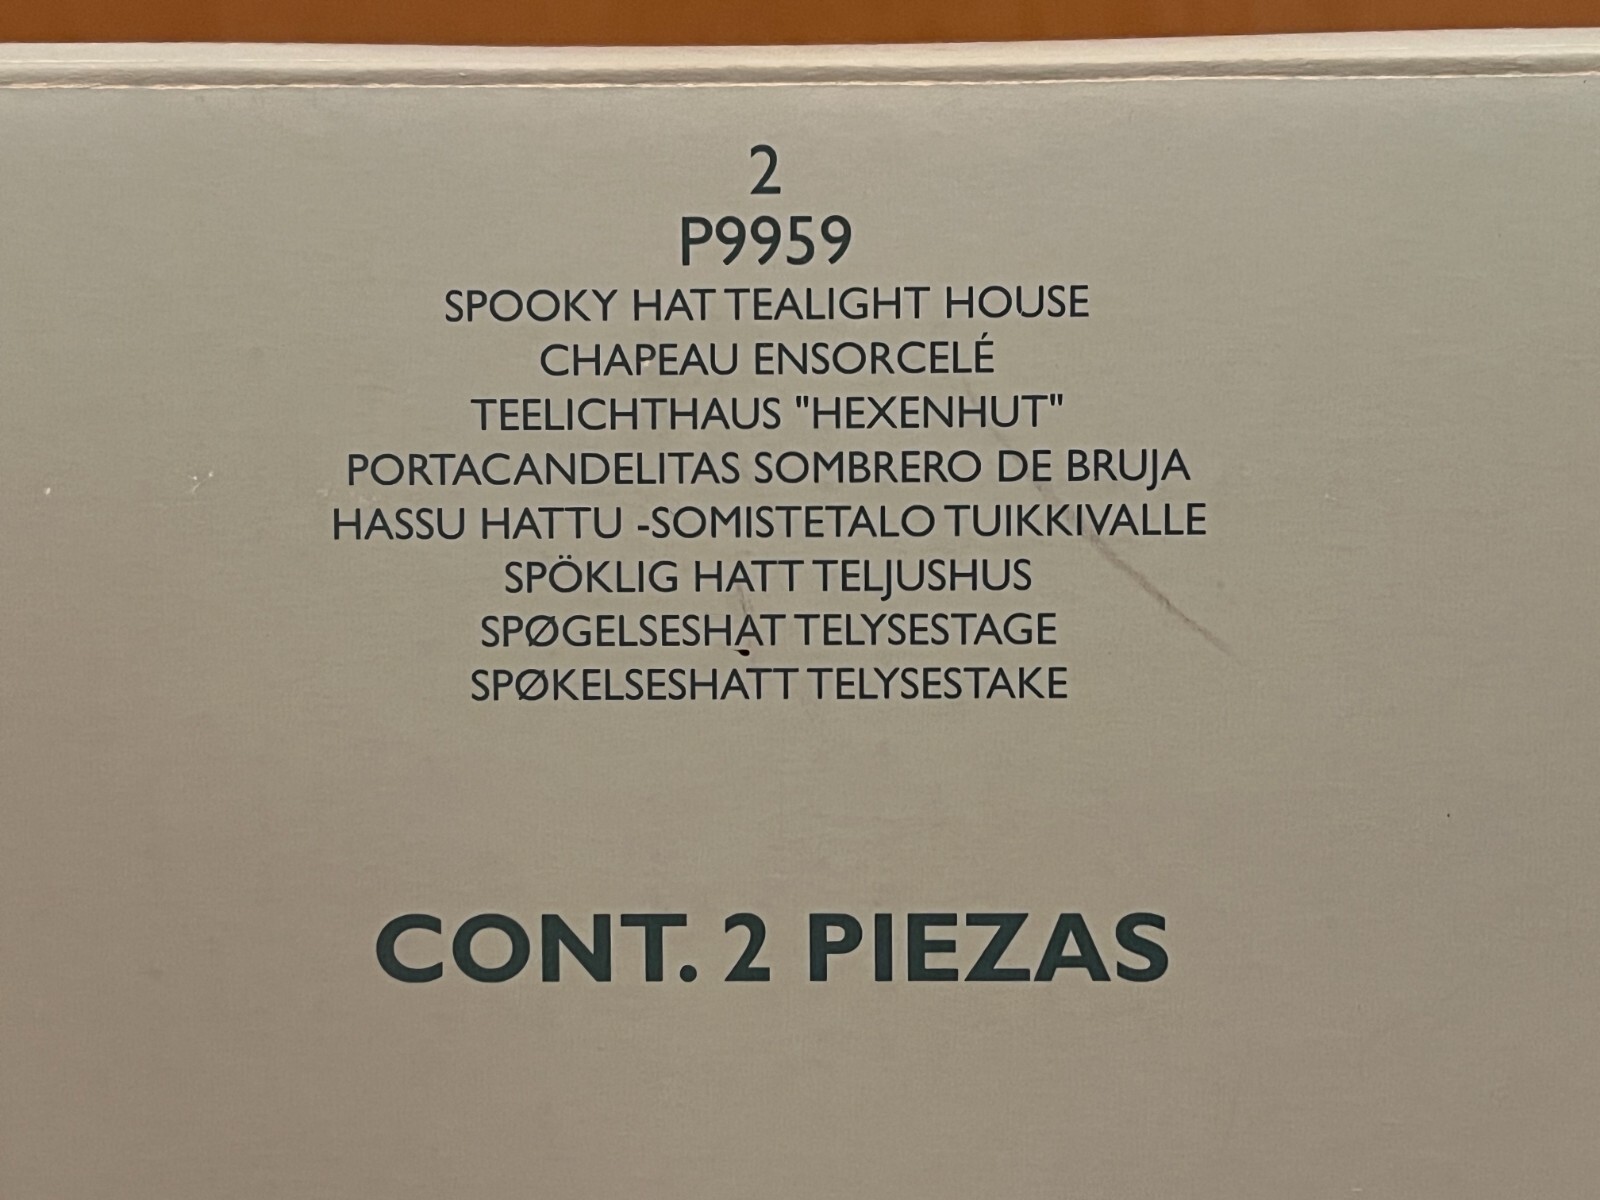 2
P9959
SPOOKY HAT TEALIGHT HOUSE
CHAPEAU ENSORCELÉ
TEELICHTHAUS "HEXENHUT"
PORTACANDELITAS SOMBRERO DE BRUJA
HASSU HATTU -SOMISTETALO TUIKKIVALLE
SPÖKLIG HATT TELJUSHUS
SPØGELSESHAT TELYSESTAGE
SPØKELSESHATT TELYSESTAKE
CONT. 2 PIEZAS